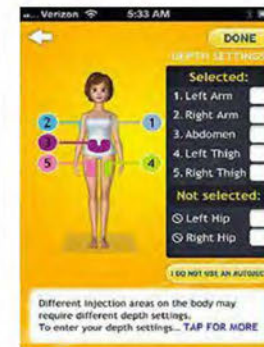 Verizon 5:33 AM
DONE
DEPTH SETTINGS
Selected:
1. Left Arm
2. Right Arm
3. Abdomen
4. Left Thigh
5. Right Thigh
Not selected:
Left Hip
Right Hip
2 1
3
5 4
I DO NOT USE AN
Different injection areas on the body may
require different depth settings.
To enter your depth settings... TAP FOR MORE